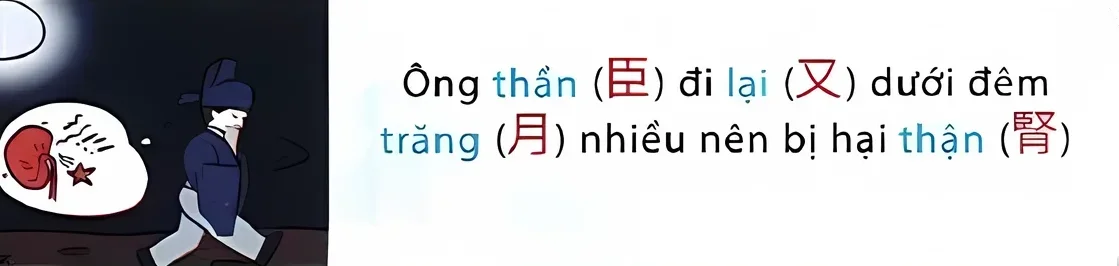 Ông thần (臣) đi lại (又) dưới đêm
trăng (月) nhiều nên bị hại thận (腎)